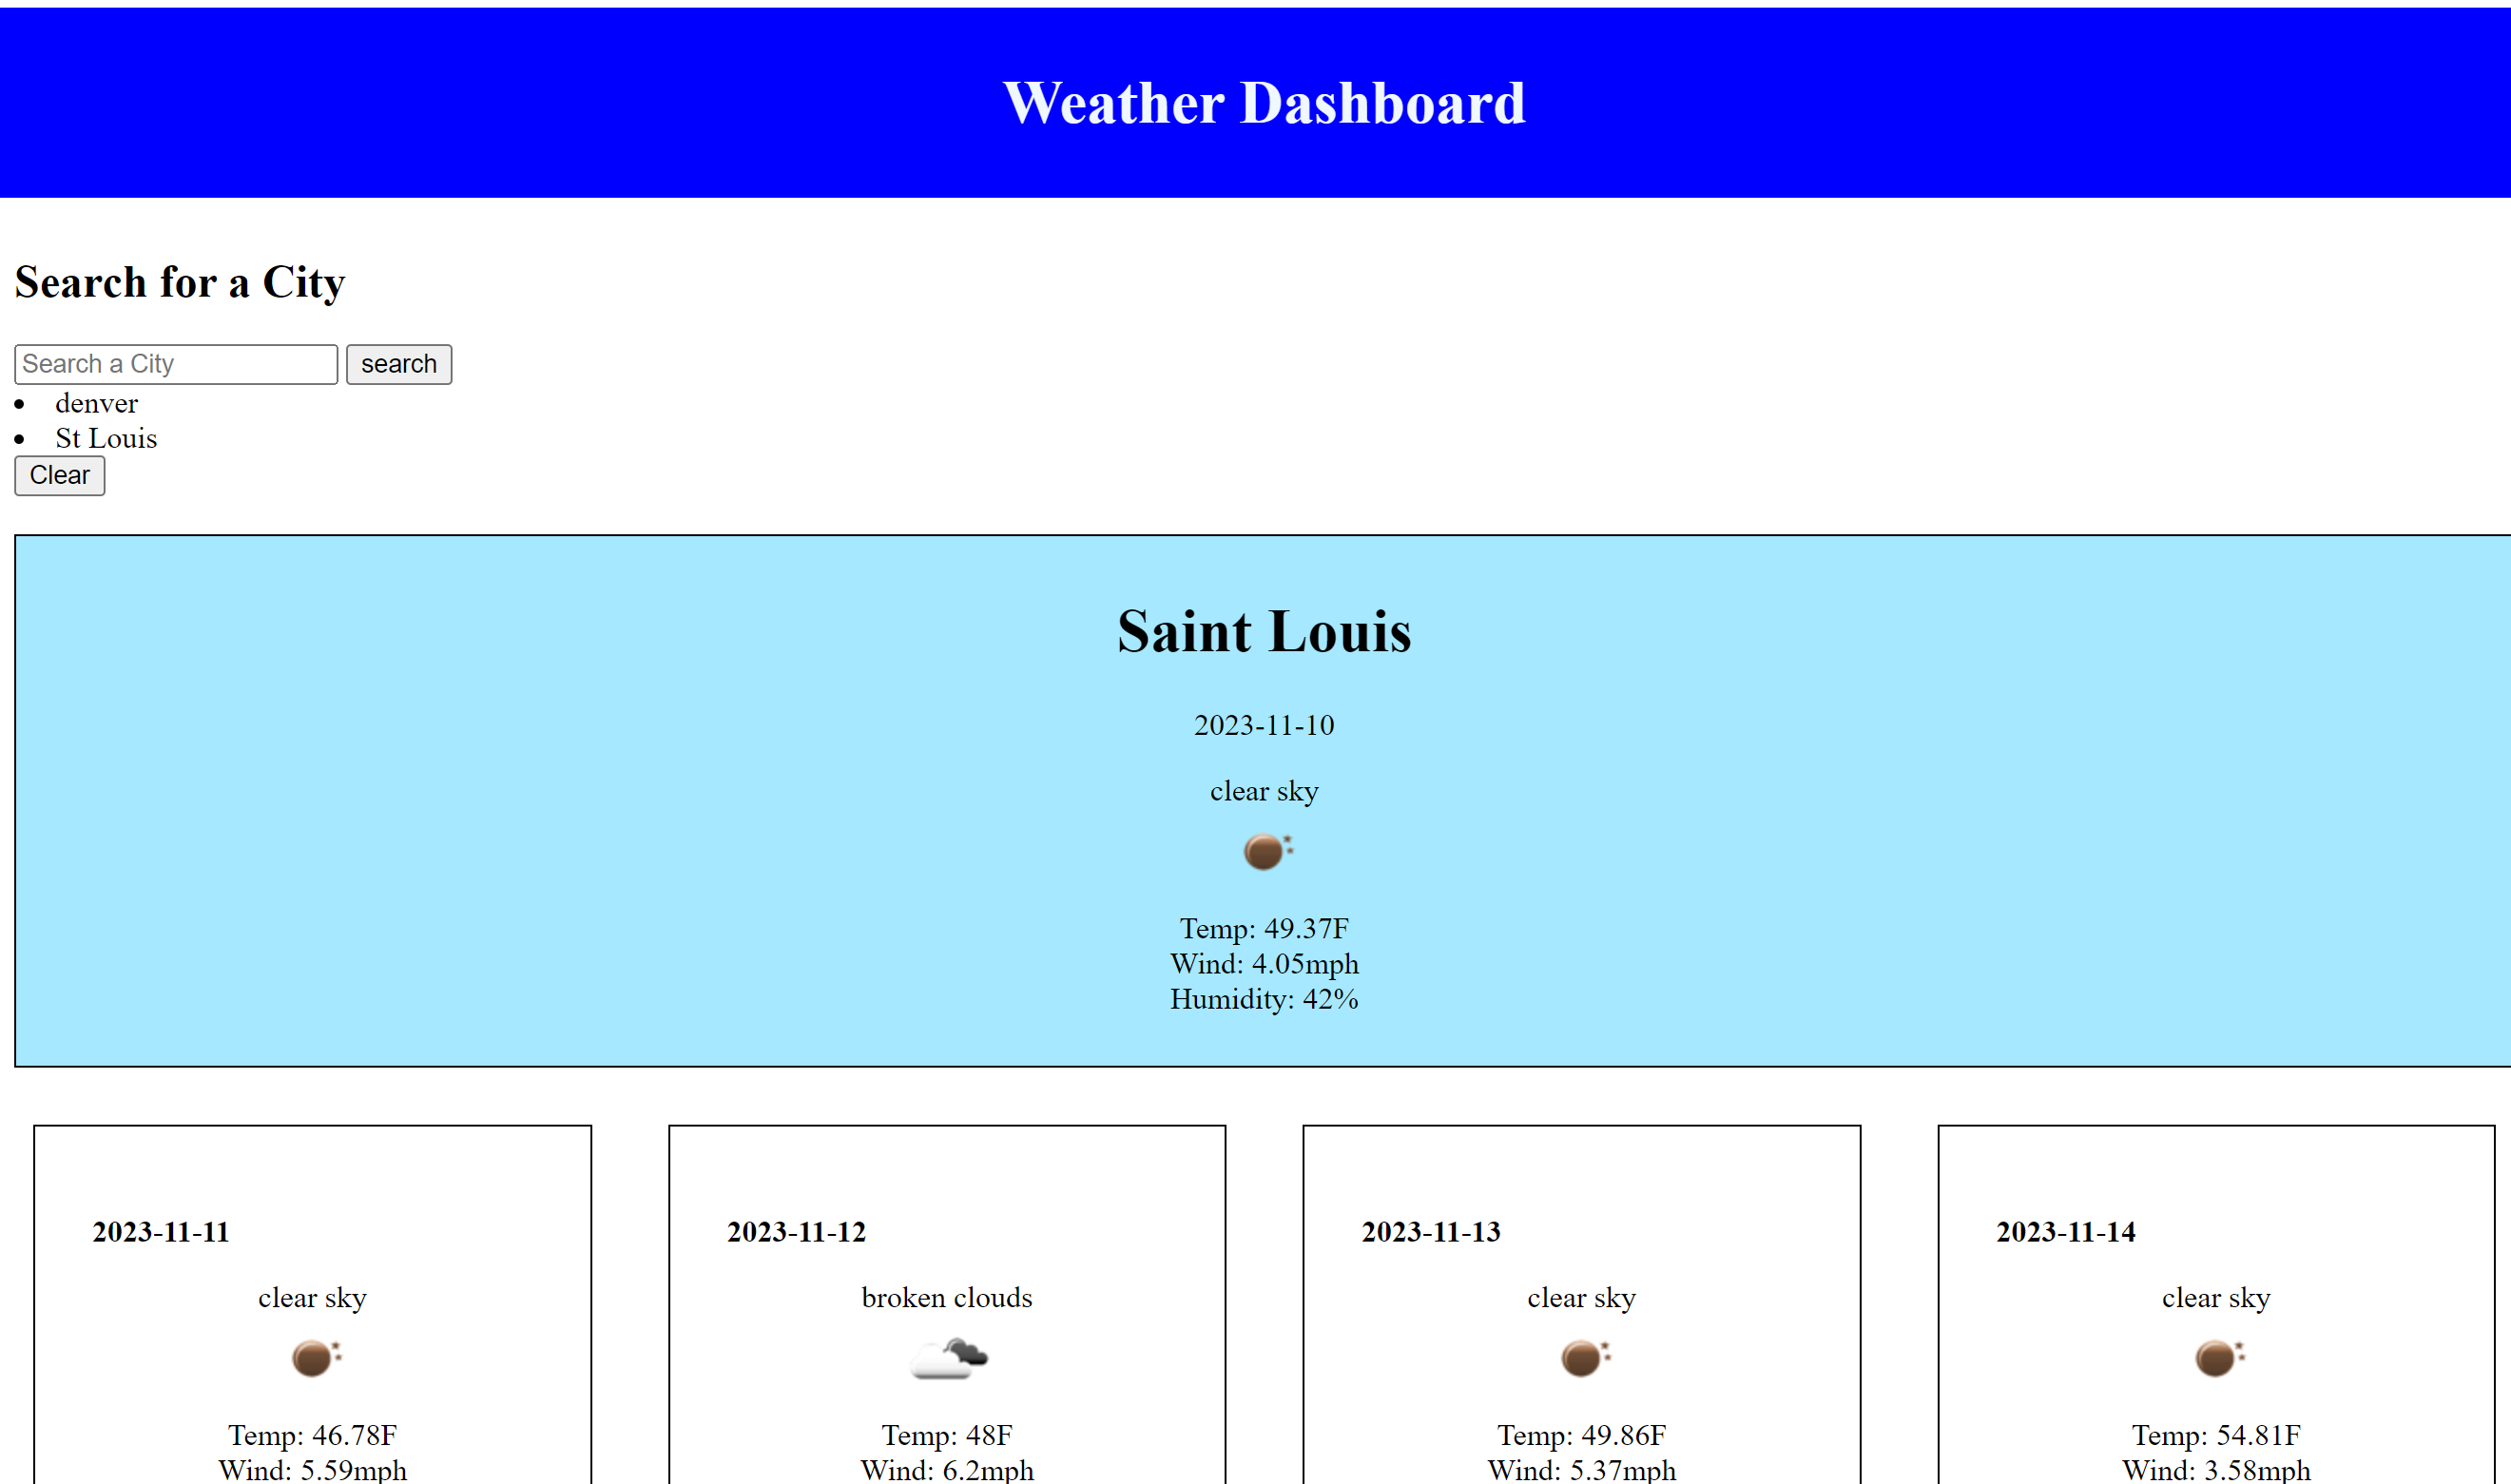 Weather Dashboard
Search for a City
Search a City search
denver
St Louis
Clear
Saint Louis
2023-11-10
clear sky
Temp: 49.37F
Wind: 4.05mph
Humidity: 42%
2023-11-11
clear sky
Temp: 46.78F
Wind: 5.59mph
2023-11-12
broken clouds
Temp: 48F
Wind: 6.2mph
2023-11-13
clear sky
Temp: 49.86F
Wind: 5.37mph
2023-11-14
clear sky
Temp: 54.81F
Wind: 3.58mph